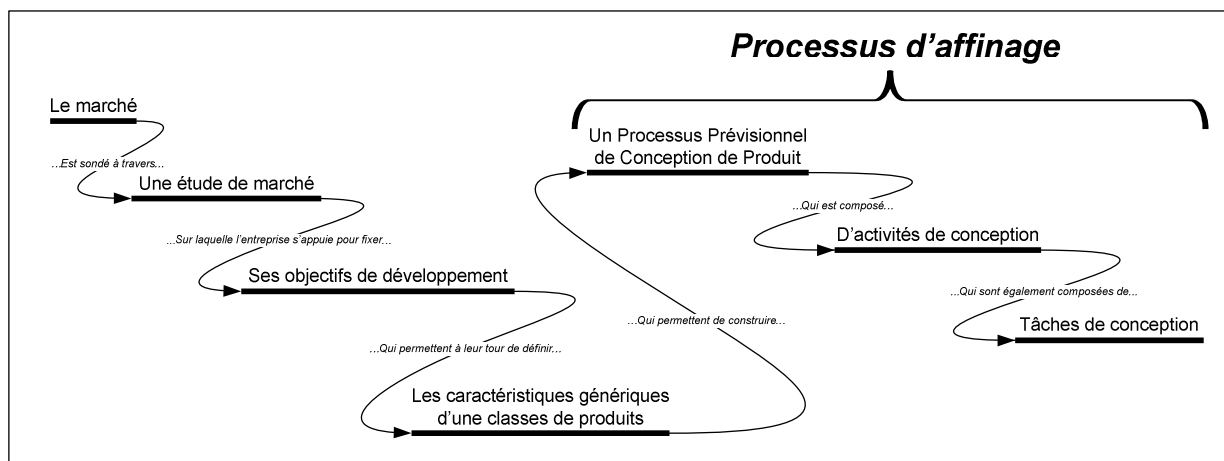 Processus d’affinage
Le marché
...Est sondé à travers...
Une étude de marché
...Sur laquelle l’entreprise s’appuie pour fixer...
Ses objectifs de développement
...Qui permettent à leur tour de définir...
Les caractéristiques génériques
d’une classes de produits
...Qui permettent de construire...
Un Processus Prévisionnel
de Conception de Produit
...Qui est composé...
D’activités de conception
...Qui sont également composées de...
Tâches de conception